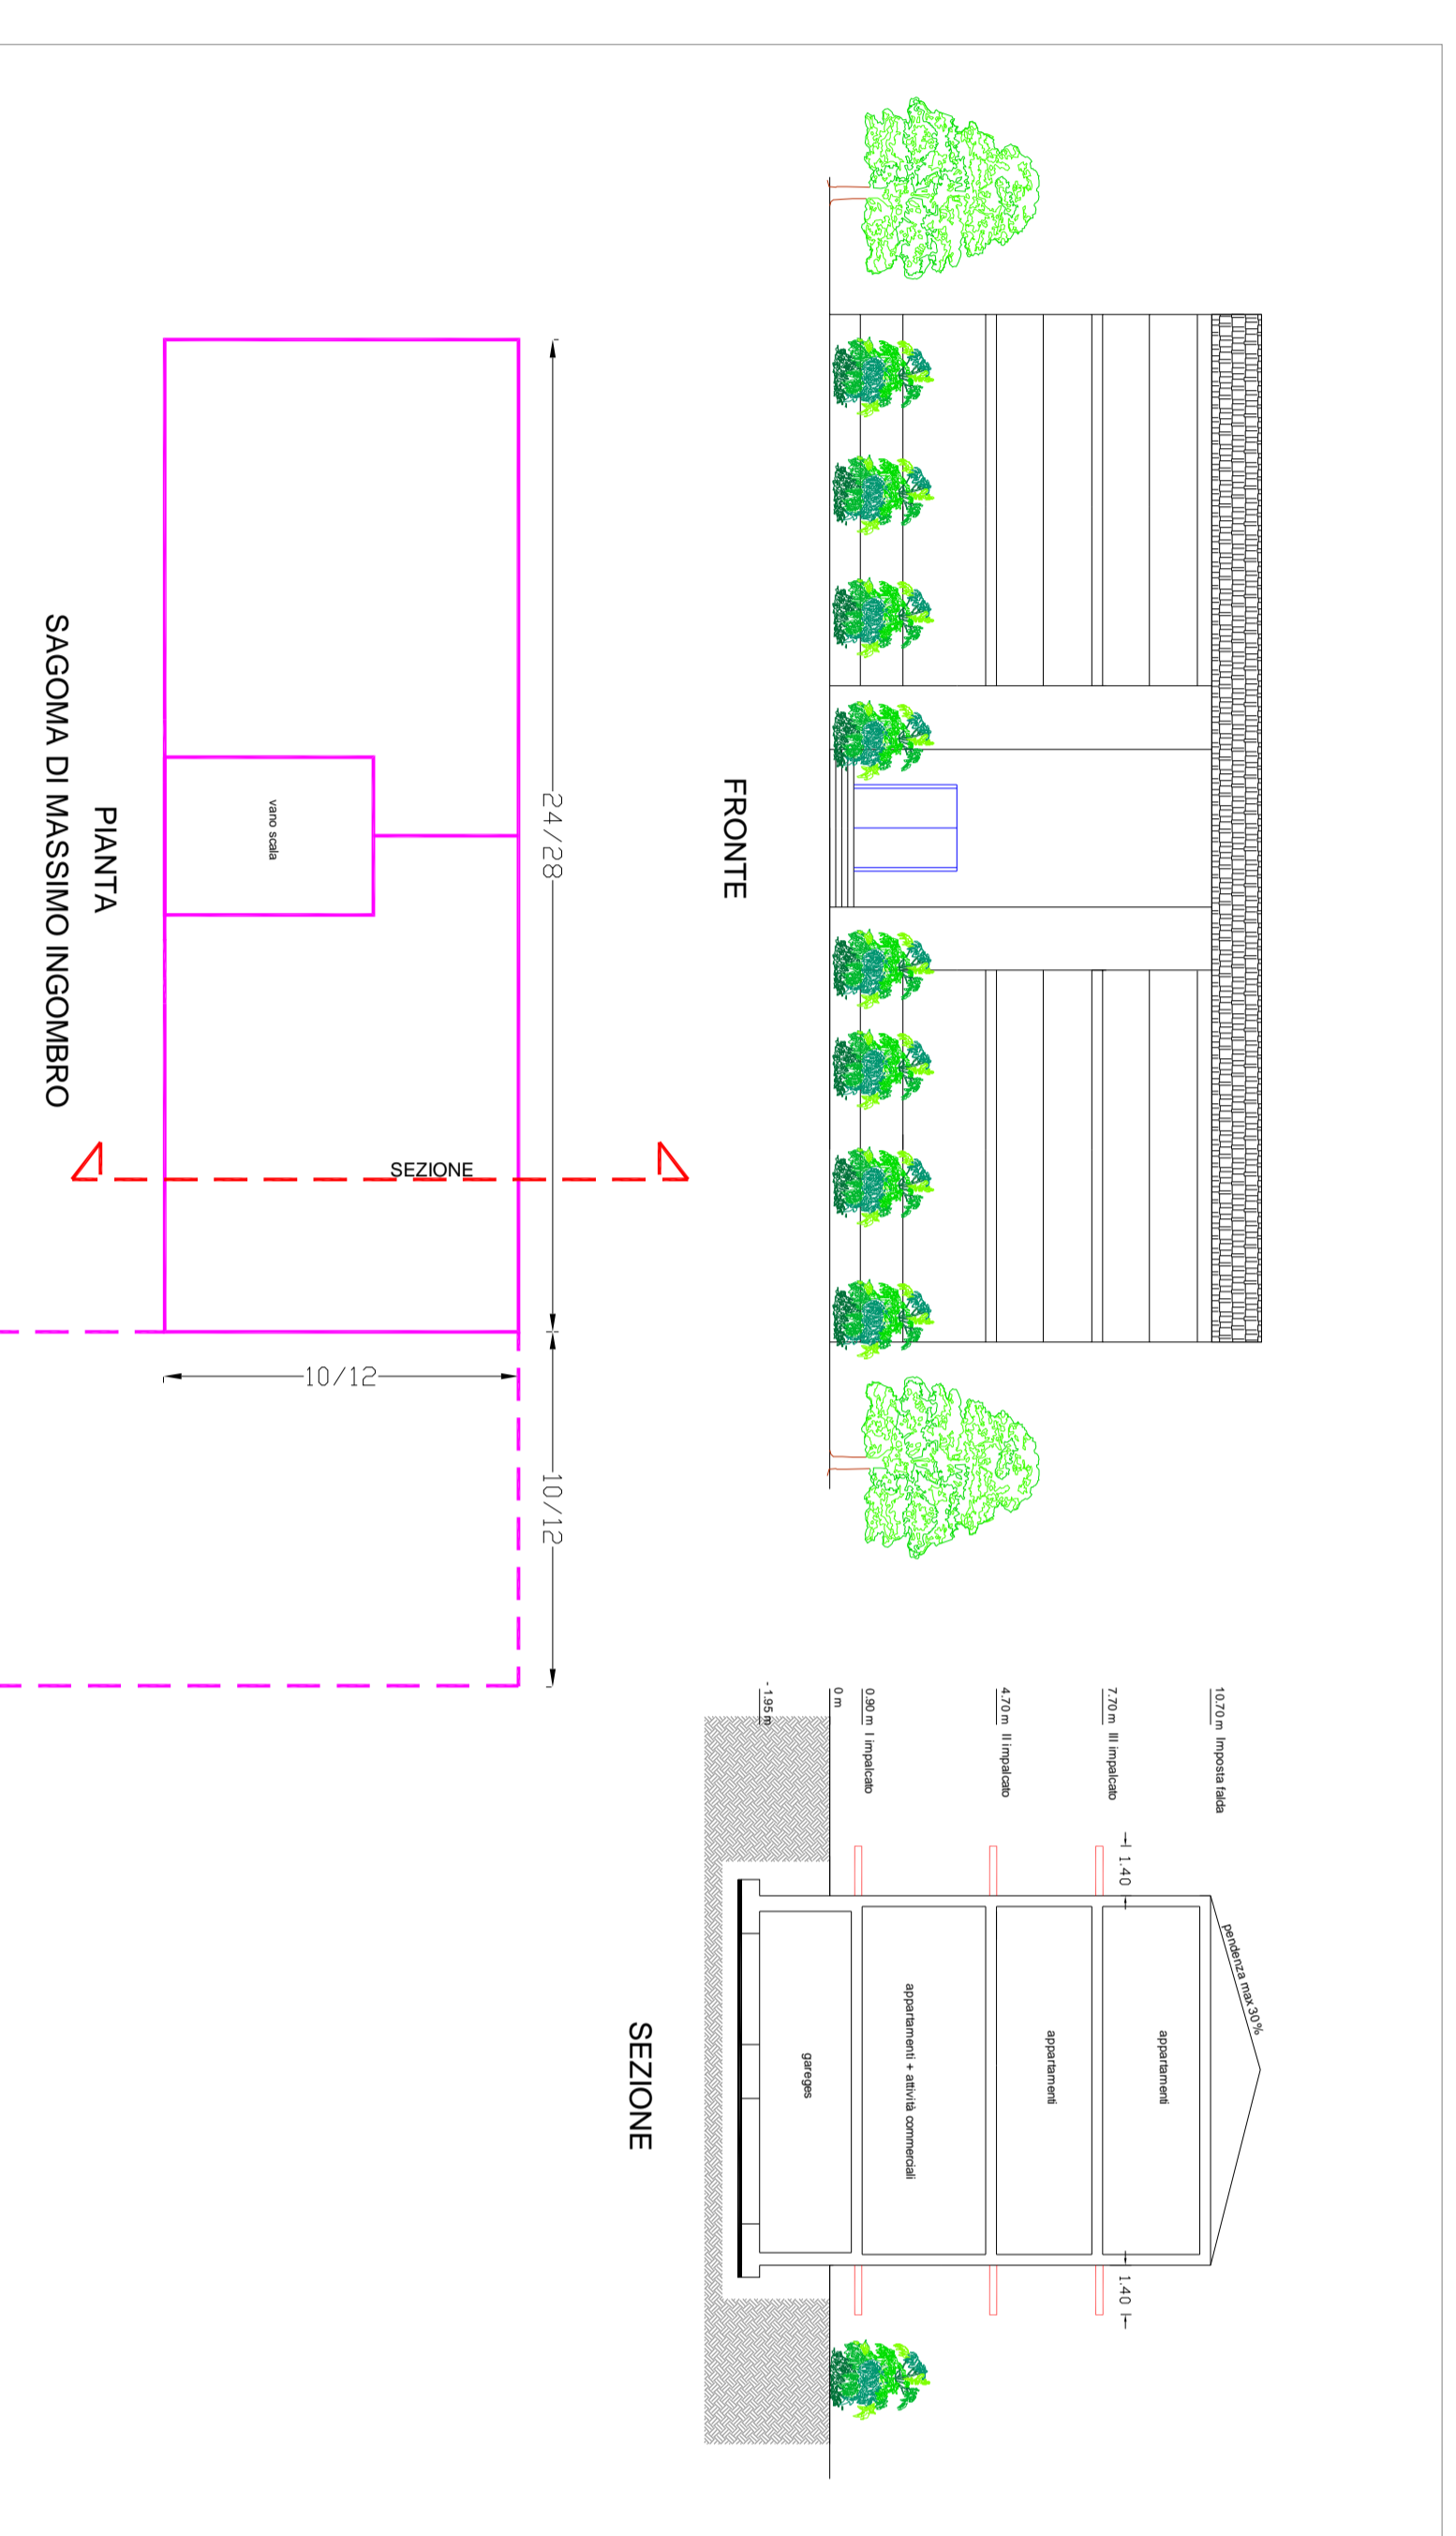 FRONTE
24/28
10/12
10/12
vano scala
SEZIONE
PIANTA
SAGOMA DI MASSIMO INGOMBRO
10.70 m Imposta falda
7.70 m III impalcato
4.70 m II impalcato
0.90 m I impalcato
0 m
- 1.95 m
1.40
1.40
pendenza max 30%
appartamenti
appartamenti
appartamenti + attività commerciali
gareges
SEZIONE